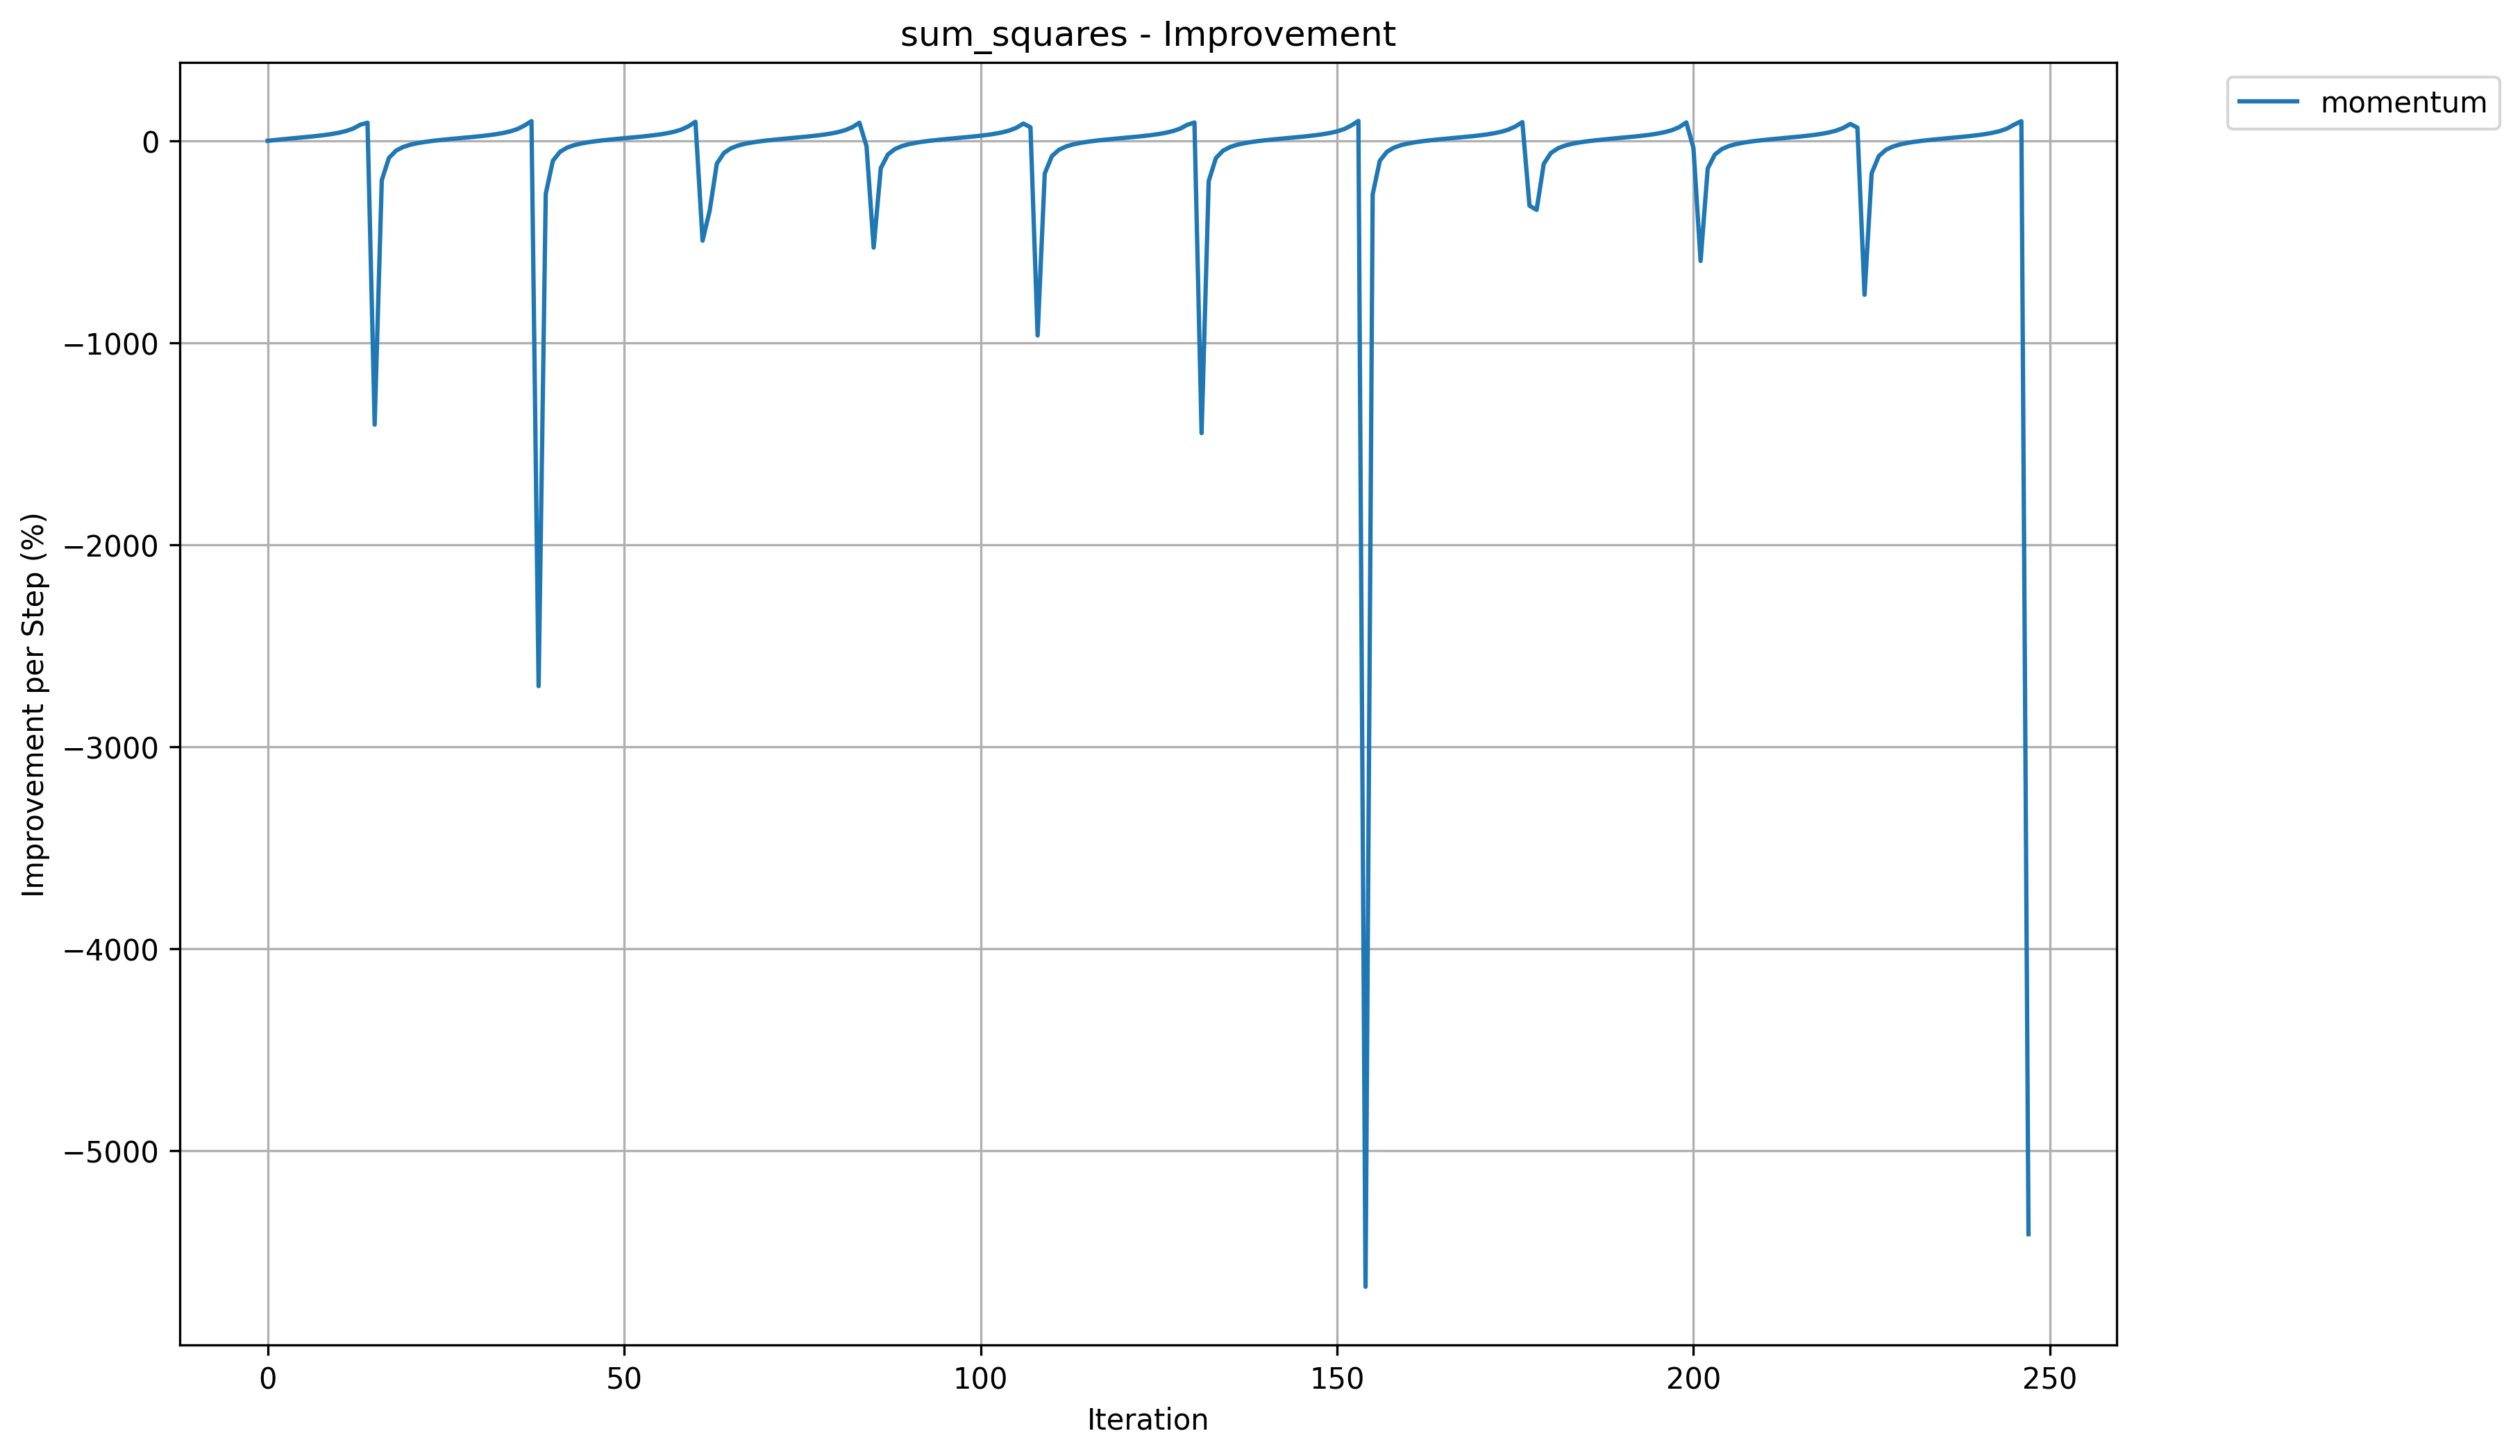 sum_squares - Improvement
momentum
Improvement per Step (%)
0
−1000
−2000
−3000
−4000
−5000
0 50 100 150 200 250
Iteration